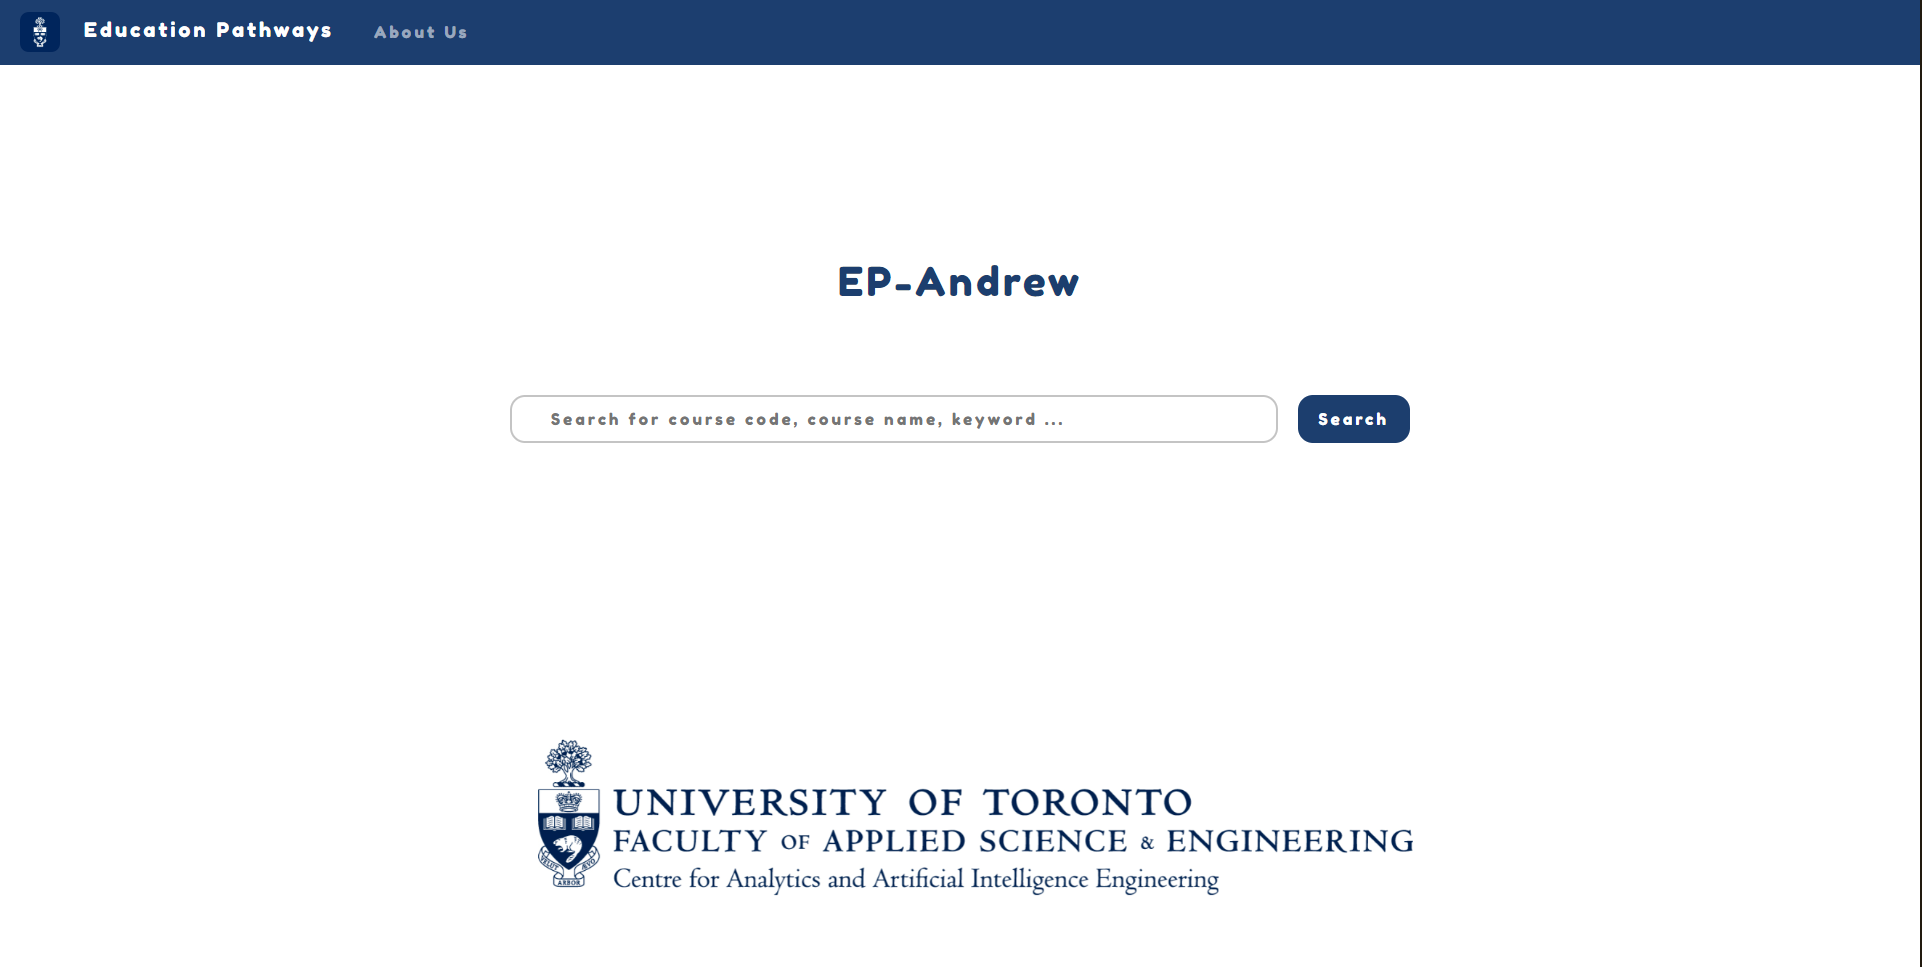 Education Pathways
About Us
EP-Andrew
Search for course code, course name, keyword ...
Search
UNIVERSITY OF TORONTO
FACULTY OF APPLIED SCIENCE & ENGINEERING
Centre for Analytics and Artificial Intelligence Engineering
VELUT
ARBOR
ÆVO